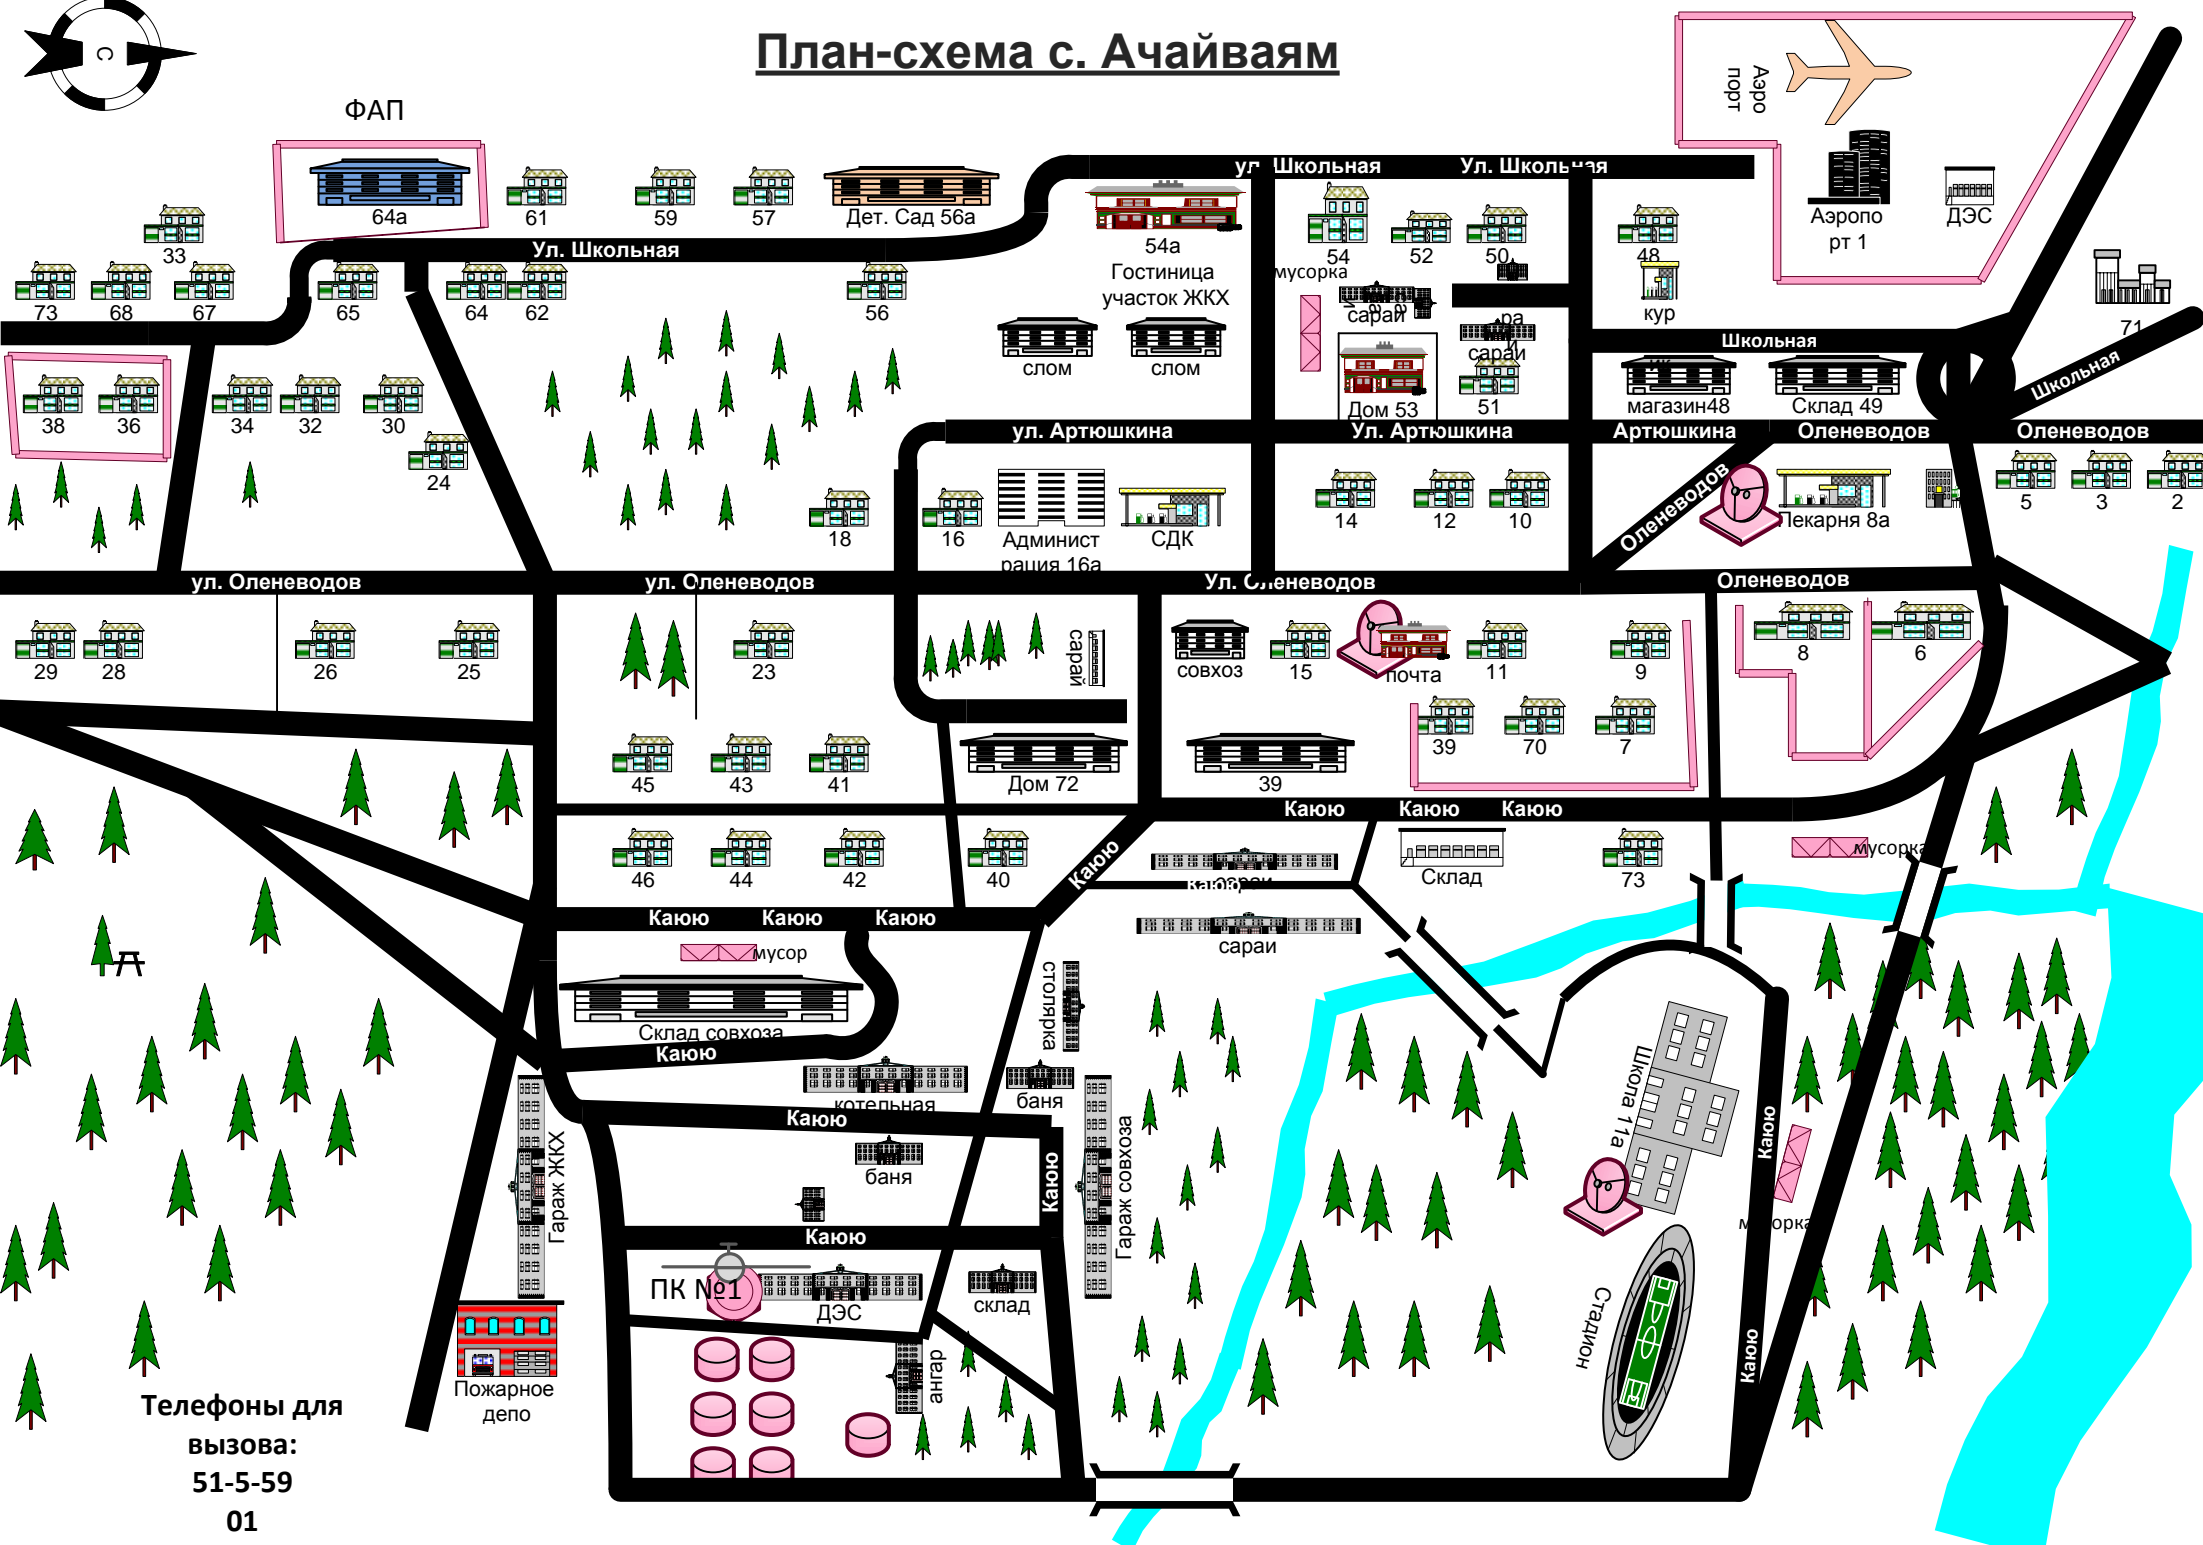 План-схема с. Ачайваям
С
ФАП
Аэро
порт
ул. Школьная
Ул. Школьная
64а
61
59
57
Дет. Сад 56а
33
Ул. Школьная
54а
Гостиница
участок ЖКХ
54
52
50
48
Аэропо
рт 1
ДЭС
мусорка
73
68
67
65
64
62
56
сараи
ра
и
сараи
кур
71
Школьная
Школьная
слом
слом
Дом 53
51
магазин48
Склад 49
38
36
34
32
30
24
ул. Артюшкина
Ул. Артюшкина
Артюшкина
Оленеводов
Оленеводов
Оленеводов
18
16
Админист
рация 16а
СДК
14
12
10
Пекарня 8а
5
3
2
ул. Оленеводов
ул. Оленеводов
Ул. Оленеводов
Оленеводов
29
28
26
25
23
сарай
совхоз
15
почта
11
9
8
6
39
70
7
45
43
41
Дом 72
39
Каюю
Каюю
Каюю
46
44
42
40
Каюю
сараи
Каюю
Склад
73
мусорка
Каюю
Каюю
Каюю
сараи
мусор
Склад совхоза
столярка
Каюю
котельная
баня
Каюю
баня
Каюю
Гараж ЖКХ
Гараж совхоза
Школа 11а
Каюю
мусорка
Каюю
ПК №1
ДЭС
склад
Стадион
Каюю
ангар
Пожарное
депо
Телефоны для
вызова:
51-5-59
01